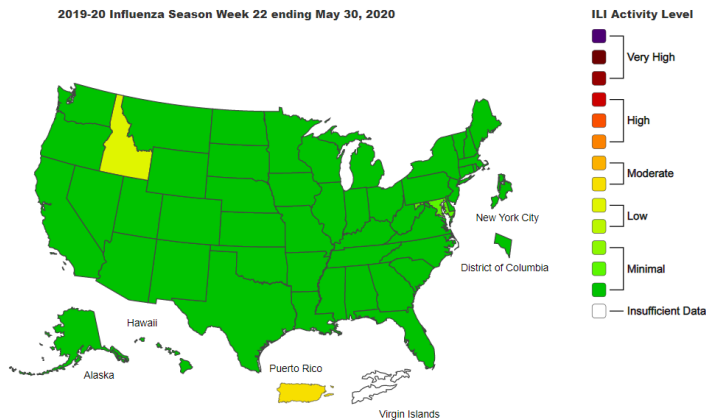 2019-20 Influenza Season Week 22 ending May 30, 2020
ILI Activity Level
Very High
High
Moderate
Low
Minimal
Insufficient Data
New York City
District of Columbia
Hawaii
Alaska
Puerto Rico
Virgin Islands